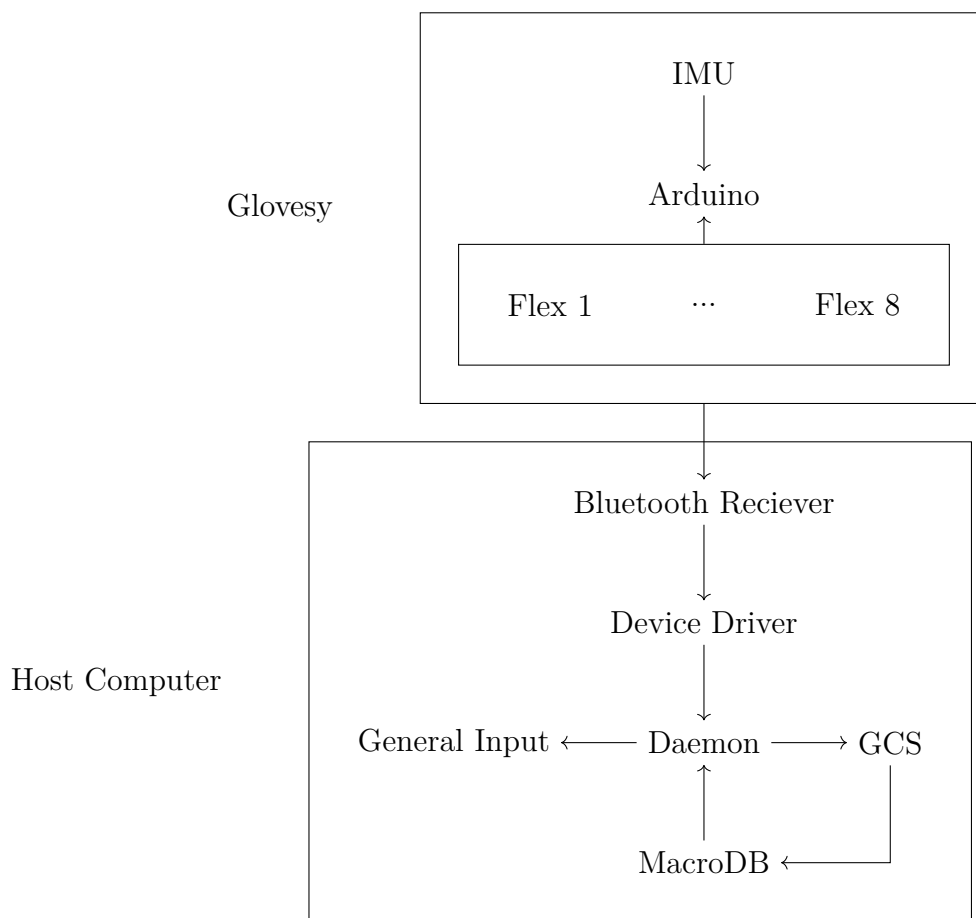 IMU
Arduino
Glovesy
Flex 1 ... Flex 8
Bluetooth Reciever
Device Driver
Host Computer
General Input Daemon GCS
MacroDB